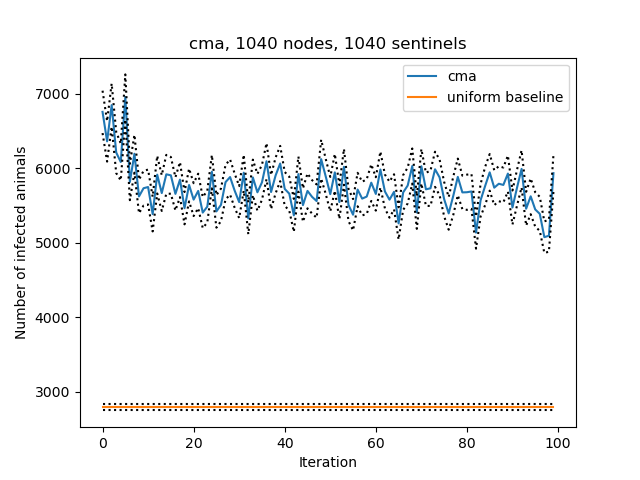 cma, 1040 nodes, 1040 sentinels
cma
uniform baseline
Number of infected animals
7000
6000
5000
4000
3000
0 20 40 60 80 100
Iteration